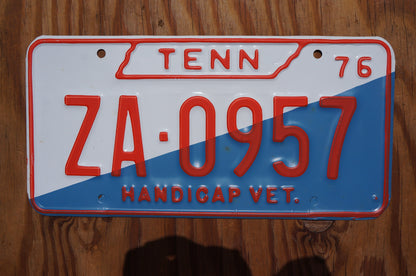 TENN 76
ZA·0957
HANDICAP VET.